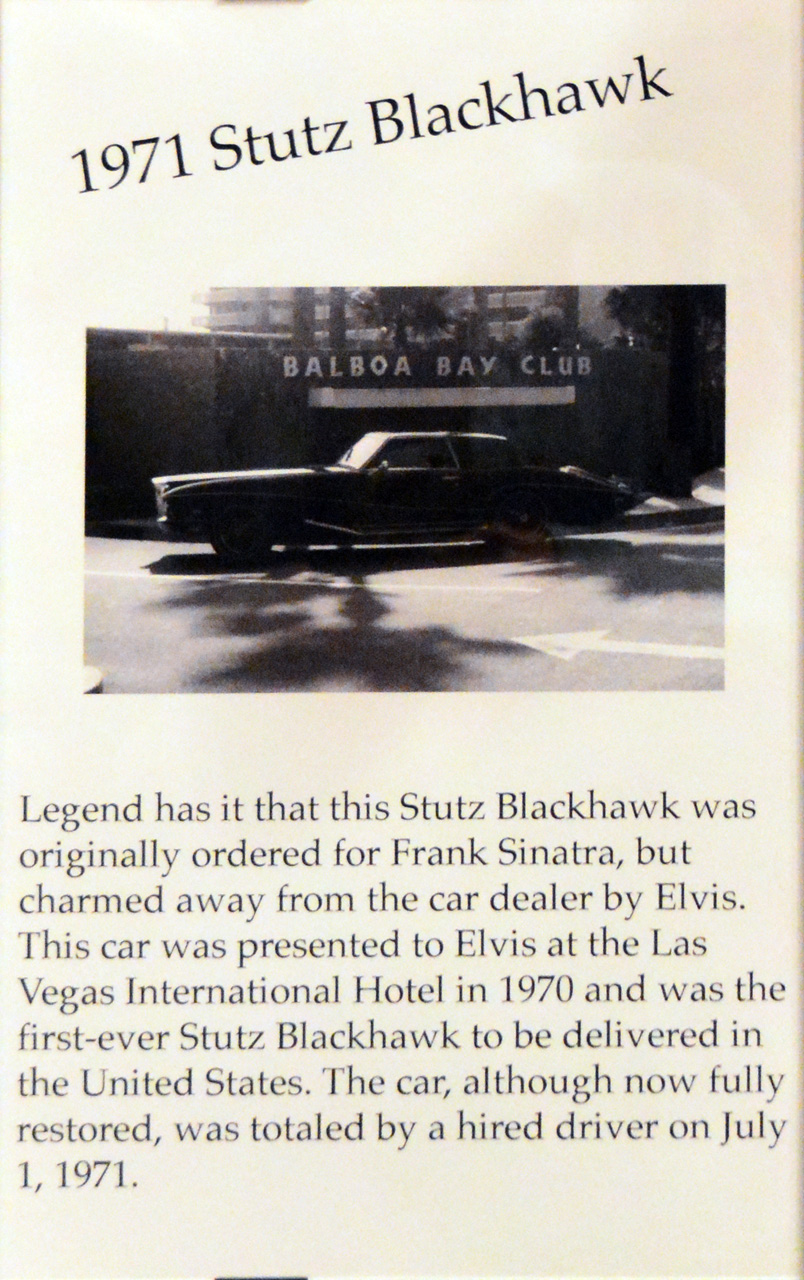 1971 Stutz Blackhawk
BALBOA BAY CLUB
Legend has it that this Stutz Blackhawk was
originally ordered for Frank Sinatra, but
charmed away from the car dealer by Elvis.
This car was presented to Elvis at the Las
Vegas International Hotel in 1970 and was the
first-ever Stutz Blackhawk to be delivered in
the United States. The car, although now fully
restored, was totaled by a hired driver on July
1, 1971.